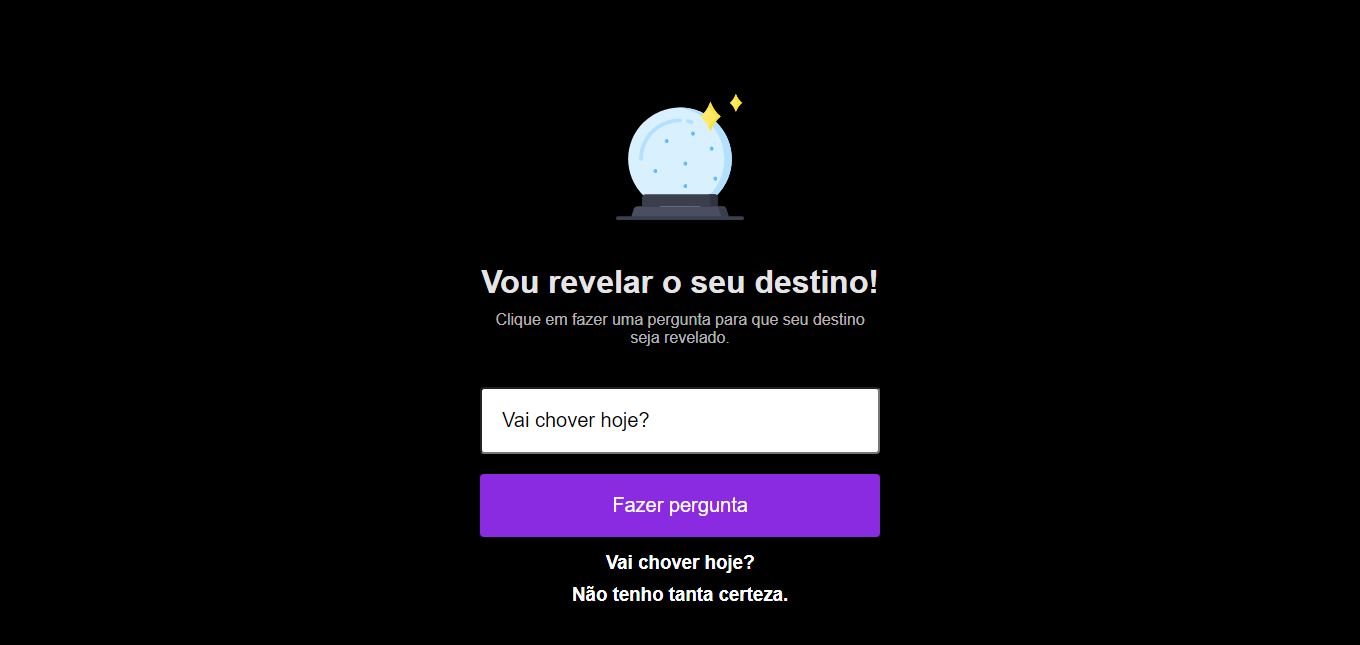 Vou revelar o seu destino!
Clique em fazer uma pergunta para que seu destino
seja revelado.
Vai chover hoje?
Fazer pergunta
Vai chover hoje?
Não tenho tanta certeza.